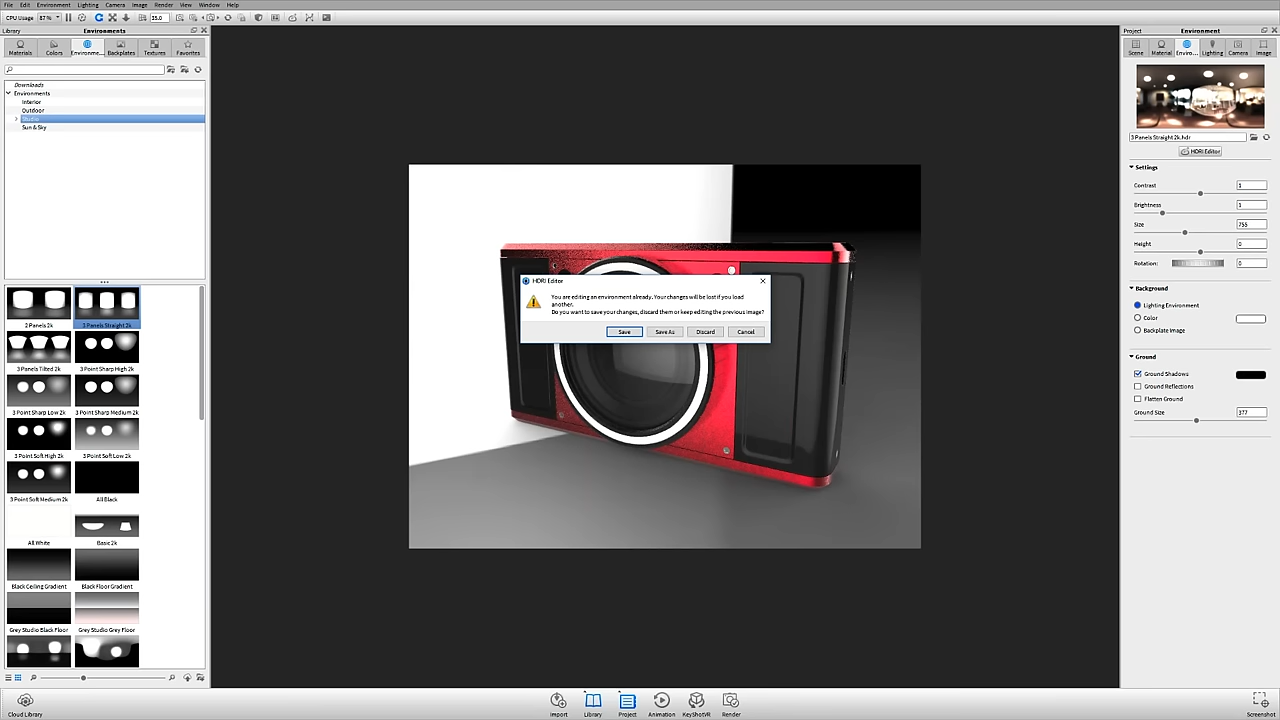 File Edit Environment Lighting Camera Image Render View Window Help
CPU Usage 87 % 35.0
Library Environments
Materials Colors Environme... Backplates Textures Favorites
Downloads
Environments
Interior
Outdoor
Studio
Sun & Sky
2 Panels 2k 3 Panels Straight 2k
3 Panels Tilted 2k 3 Point Sharp High 2k
3 Point Sharp Low 2k 3 Point Sharp Medium 2k
3 Point Soft High 2k 3 Point Soft Low 2k
3 Point Soft Medium 2k All Black
All White Basic 2k
Black Ceiling Gradient Black Floor Gradient
Grey Studio Black Floor Grey Studio Grey Floor
HDRI Editor
You are editing an environment already. Your changes will be lost if you load
another.
Do you want to save your changes, discard them or keep editing the previous image?
Save Save As Discard Cancel
Project Environment
Scene Material Enviro... Lighting Camera Image
3 Panels Straight 2k.hdr
HDRI Editor
Settings
Contrast 1
Brightness 1
Size 755
Height 0
Rotation: 0
Background
Lighting Environment
Color
Backplate Image
Ground
Ground Shadows
Ground Reflections
Flatten Ground
Ground Size 377
Cloud Library Import Library Project Animation KeyShotVR Render Screenshot